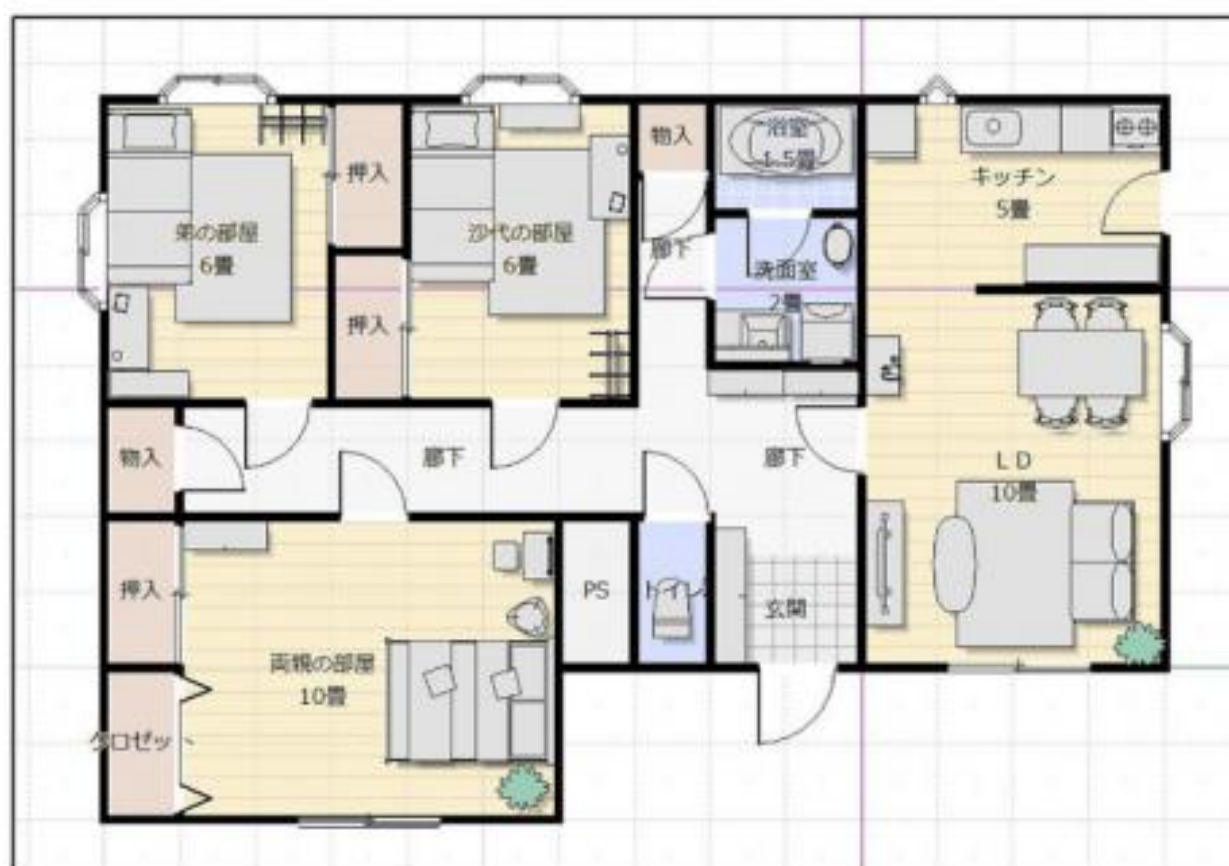 物入
浴室
1.5畳
キッチン
5畳
押入
弟の部屋
6畳
沙代の部屋
6畳
廊下
洗面室
2畳
押入
物入
廊下
廊下
LD
10畳
押入
PS
トイレ
玄関
両親の部屋
10畳
クロゼッ